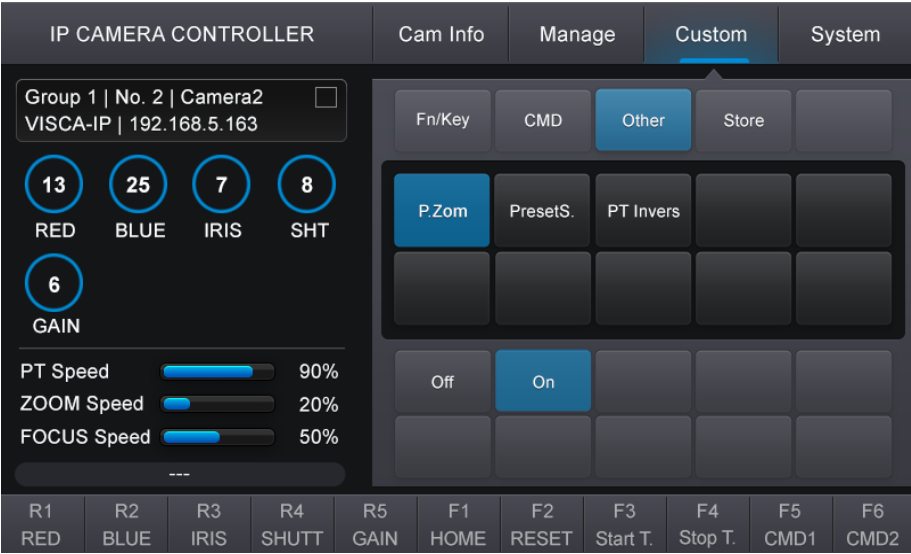 IP CAMERA CONTROLLER
Cam Info
Manage
Custom
System
Group 1 | No. 2 | Camera2
VISCA-IP | 192.168.5.163
13
25
7
8
RED
BLUE
IRIS
SHT
6
GAIN
PT Speed 90%
ZOOM Speed 20%
FOCUS Speed 50%
---
Fn/Key
CMD
Other
Store
P.Zom
PresetS.
PT Invers
Off
On
R1 R2 R3 R4 R5 F1 F2 F3 F4 F5 F6
RED BLUE IRIS SHUTT GAIN HOME RESET Start T. Stop T. CMD1 CMD2